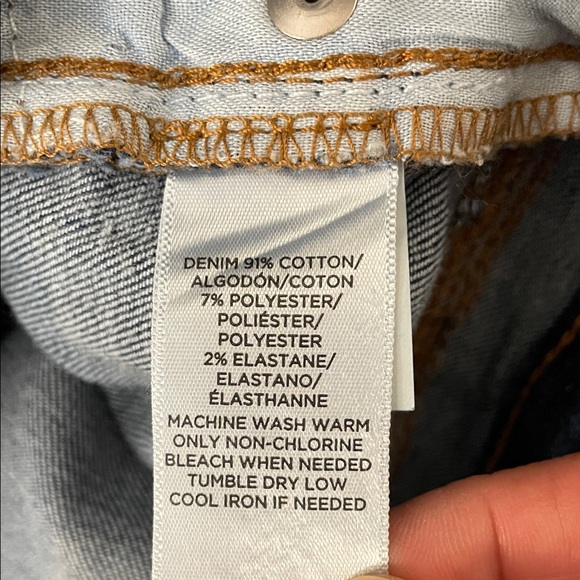 DENIM 91% COTTON/
ALGODÓN/COTON
7% POLYESTER/
POLIÉSTER/
POLYESTER
2% ELASTANE/
ELASTANO/
ÉLASTHANNE
MACHINE WASH WARM
ONLY NON-CHLORINE
BLEACH WHEN NEEDED
TUMBLE DRY LOW
COOL IRON IF NEEDED